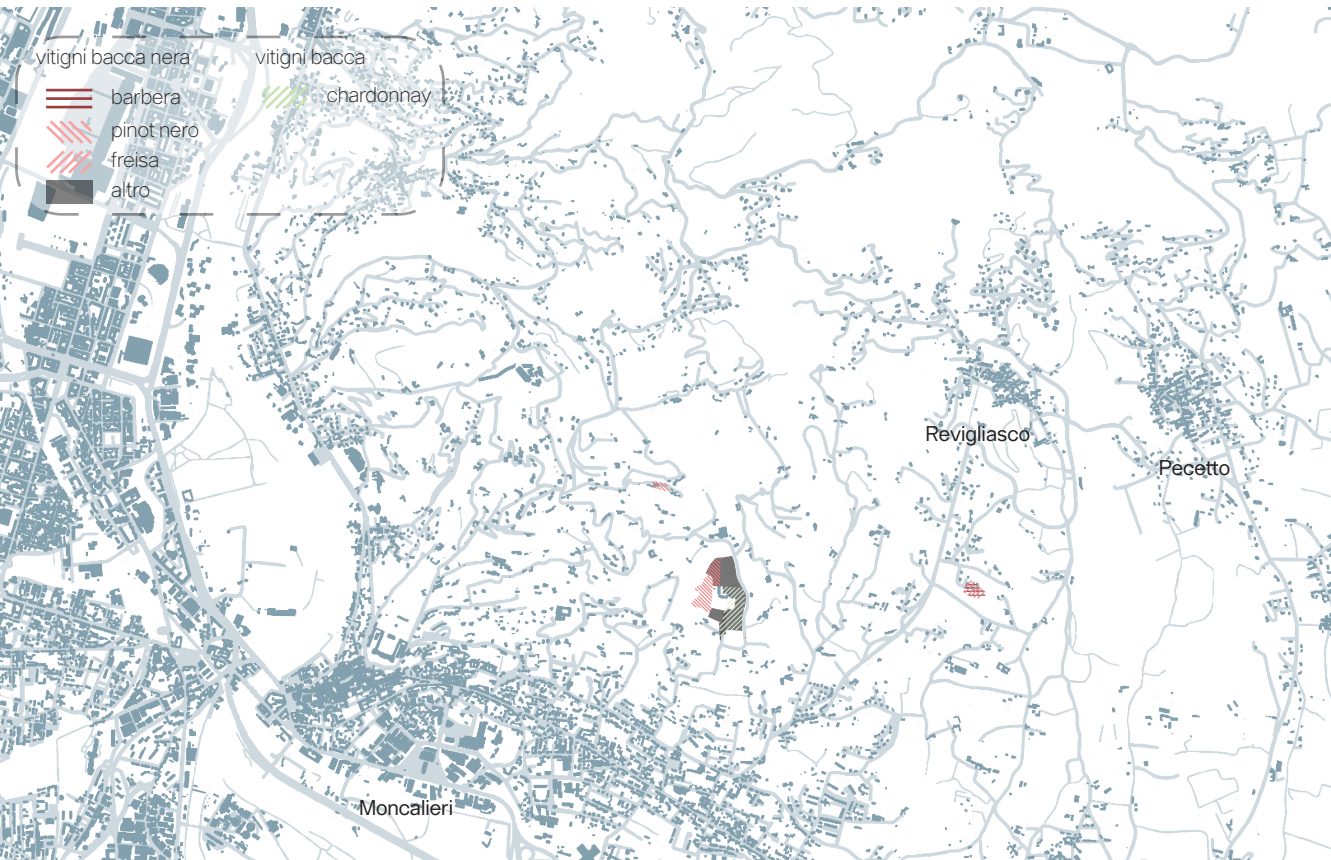 vitigni bacca nera
vitigni bacca
barbera
chardonnay
pinot nero
freisa
altro
Revigliasco
Pecetto
Moncalieri